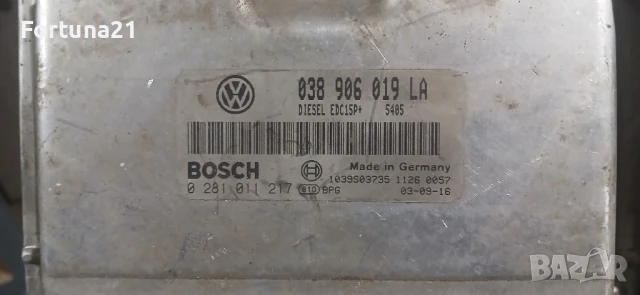 Fortuna21
038 906 019 LA
DIESEL EDC15P+ 5405
BOSCH
Made in Germany
1039S03735 1126 0057
0 281 011 217 810 BPG 03-09-16
BAZAR